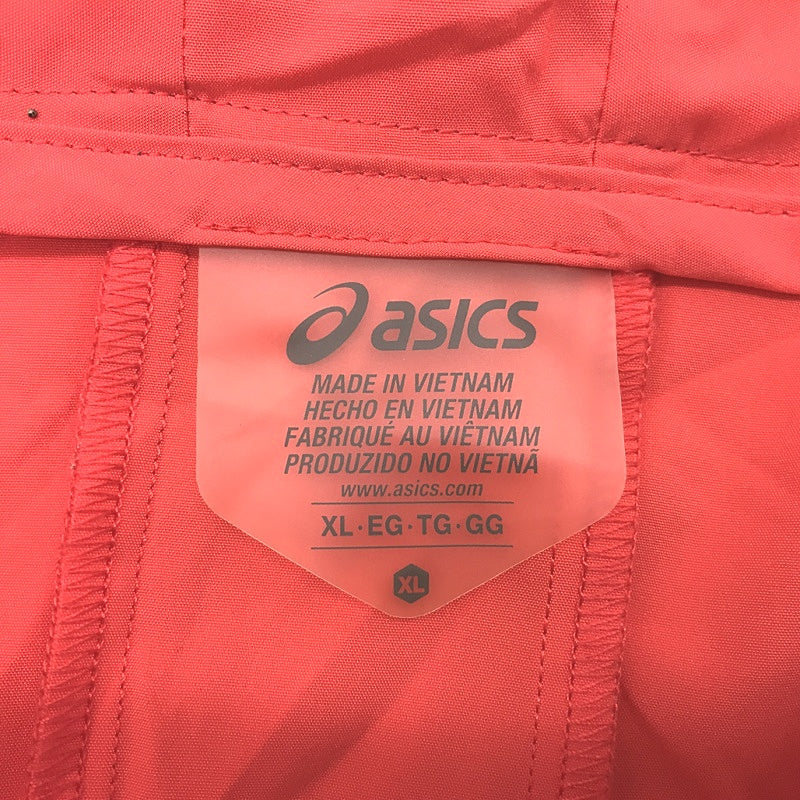 asics
MADE IN VIETNAM
HECHO EN VIETNAM
FABRIQUÉ AU VIÊTNAM
PRODUZIDO NO VIETNÃ
www.asics.com
XL·EG·TG·GG
XL